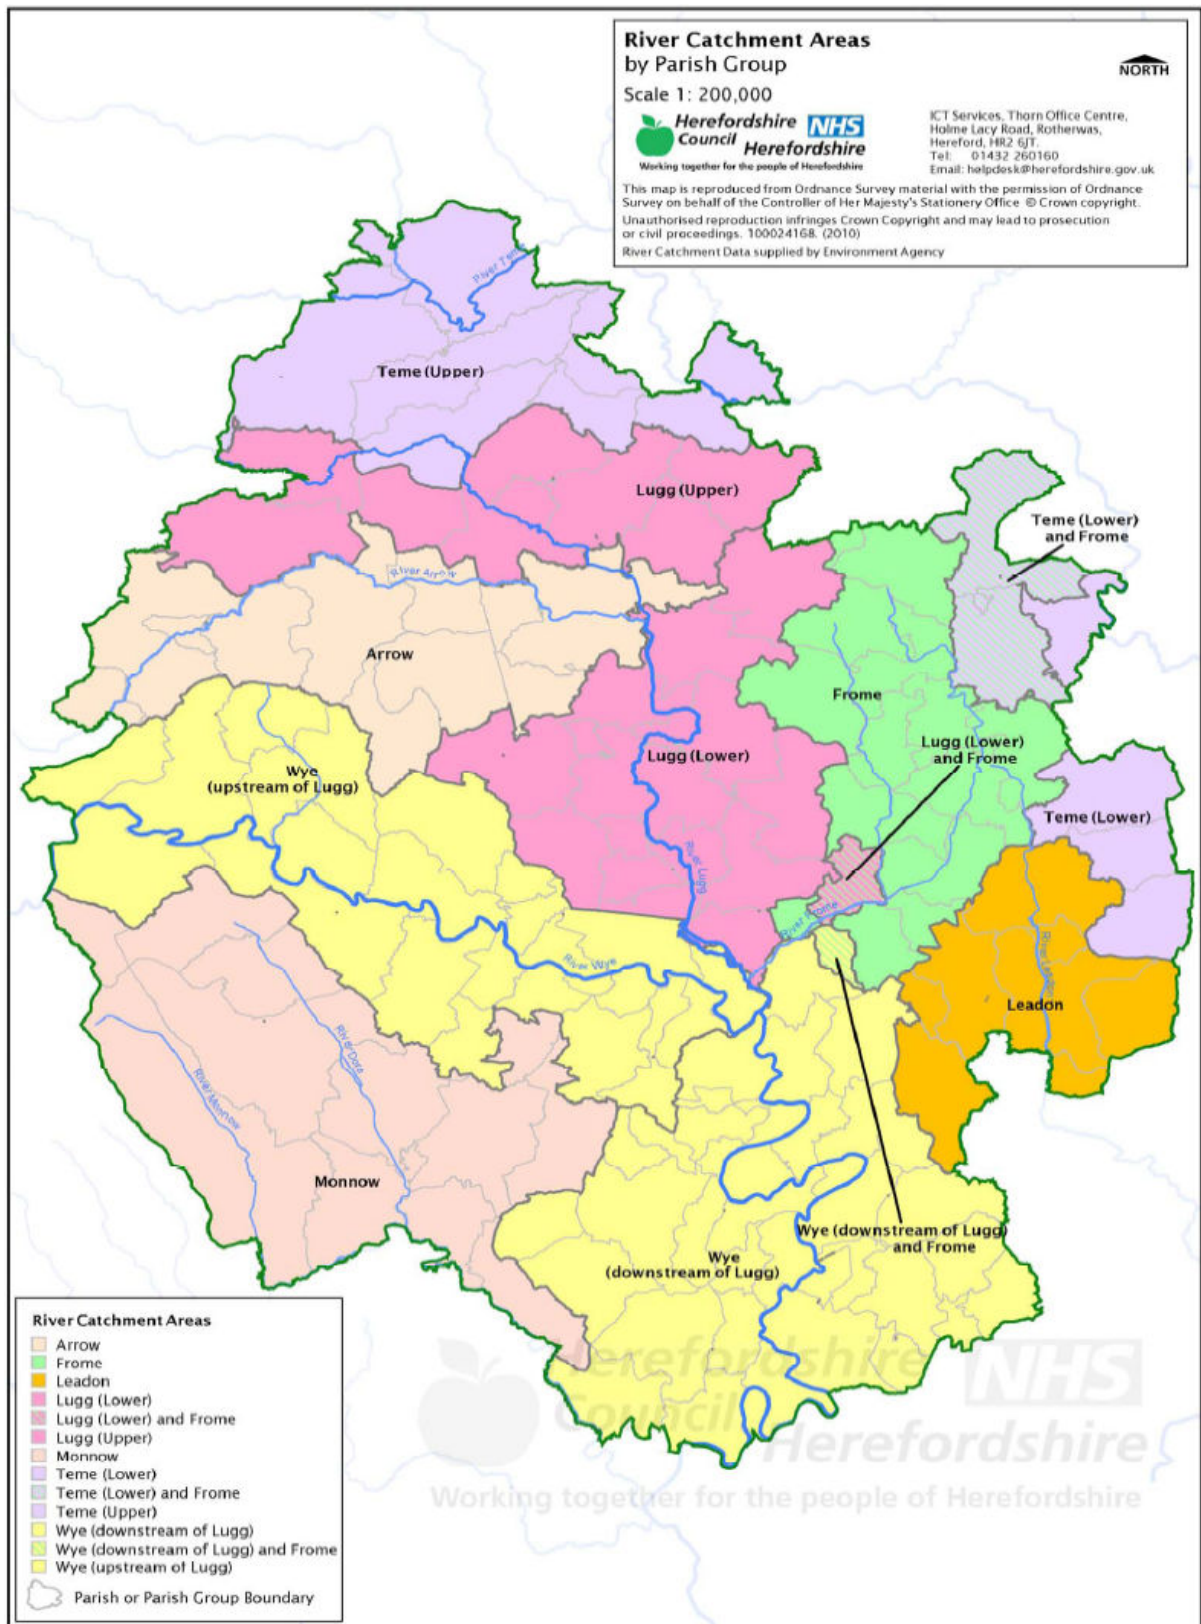 River Catchment Areas
by Parish Group
NORTH
Scale 1: 200,000
Herefordshire
Council
NHS
Herefordshire
Working together for the people of Herefordshire
ICT Services, Thorn Office Centre,
Holme Lacy Road, Rotherwas,
Hereford, HR2 6JT.
Tel: 01432 260160
Email: helpdesk@herefordshire.gov.uk
This map is reproduced from Ordnance Survey material with the permission of Ordnance
Survey on behalf of the Controller of Her Majesty's Stationery Office © Crown copyright.
Unauthorised reproduction infringes Crown Copyright and may lead to prosecution
or civil proceedings. 100024168. (2010)
River Catchment Data supplied by Environment Agency
River Teme
Teme (Upper)
Lugg (Upper)
Teme (Lower)
and Frome
River Arrow
Arrow
Frome
Lugg (Lower)
and Frome
Lugg (Lower)
Wye
(upstream of Lugg)
Teme (Lower)
River Lugg
River Frome
River Wye
River Leadon
Leadon
River Dore
River Monnow
Monnow
Wye (downstream of Lugg)
and Frome
Wye
(downstream of Lugg)
River Catchment Areas
Arrow
Frome
Leadon
Lugg (Lower)
Lugg (Lower) and Frome
Lugg (Upper)
Monnow
Teme (Lower)
Teme (Lower) and Frome
Teme (Upper)
Wye (downstream of Lugg)
Wye (downstream of Lugg) and Frome
Wye (upstream of Lugg)
Parish or Parish Group Boundary
Herefordshire
Council
NHS
Herefordshire
Working together for the people of Herefordshire